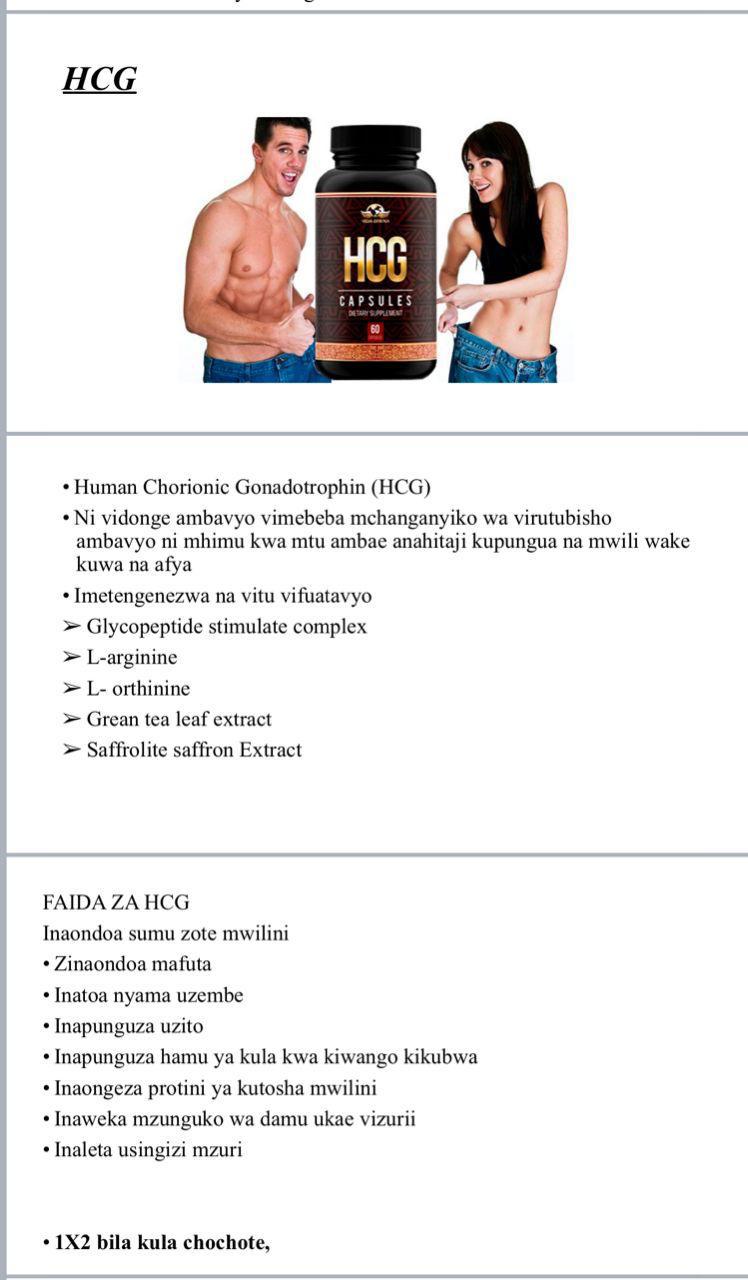 HCG
HCG
CAPSULES
DIETARY SUPPLEMENT
60
• Human Chorionic Gonadotrophin (HCG)
• Ni vidonge ambavyo vimebeba mchanganyiko wa virutubisho
ambavyo ni mhimu kwa mtu ambae anahitaji kupungua na mwili wake
kuwa na afya
• Imetengenezwa na vitu vifuatavyo
➢ Glycopeptide stimulate complex
➢ L-arginine
➢ L- orthinine
➢ Grean tea leaf extract
➢ Saffrolite saffron Extract
FAIDA ZA HCG
Inaondoa sumu zote mwilini
• Zinaondoa mafuta
• Inatoa nyama uzembe
• Inapunguza uzito
• Inapunguza hamu ya kula kwa kiwango kikubwa
• Inaongeza protini ya kutosha mwilini
• Inaweka mzunguko wa damu ukae vizurii
• Inaleta usingizi mzuri
• 1X2 bila kula chochote,